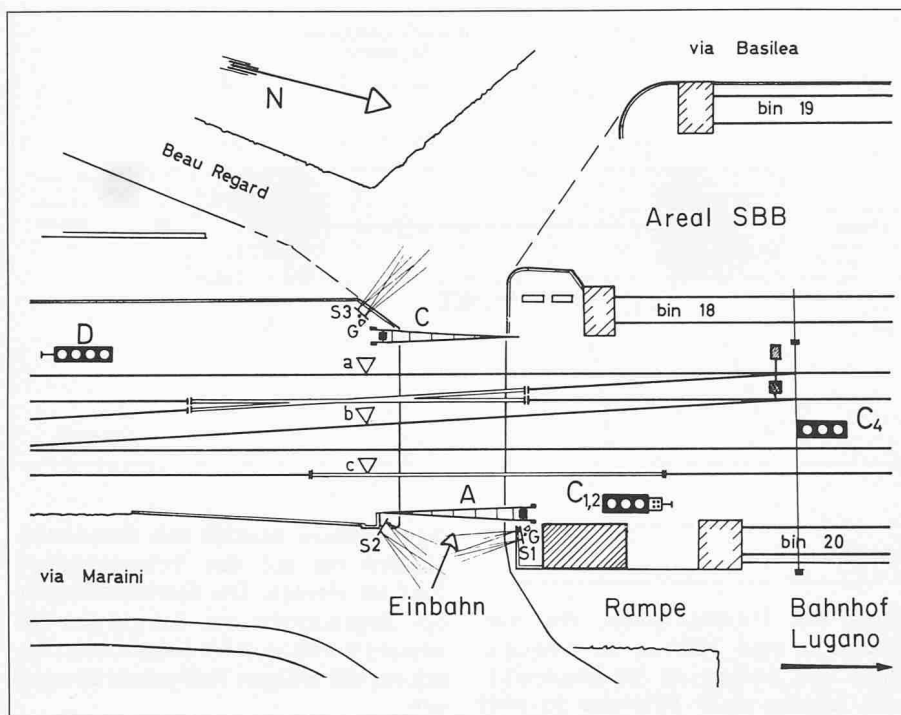 via Basilea
N
bin 19
Beau Regard
Areal SBB
S3
G
C
bin 18
D
a
b
C4
c
A
C1,2
G
S2
S1
bin 20
via Maraini
Einbahn
Rampe
Bahnhof
Lugano